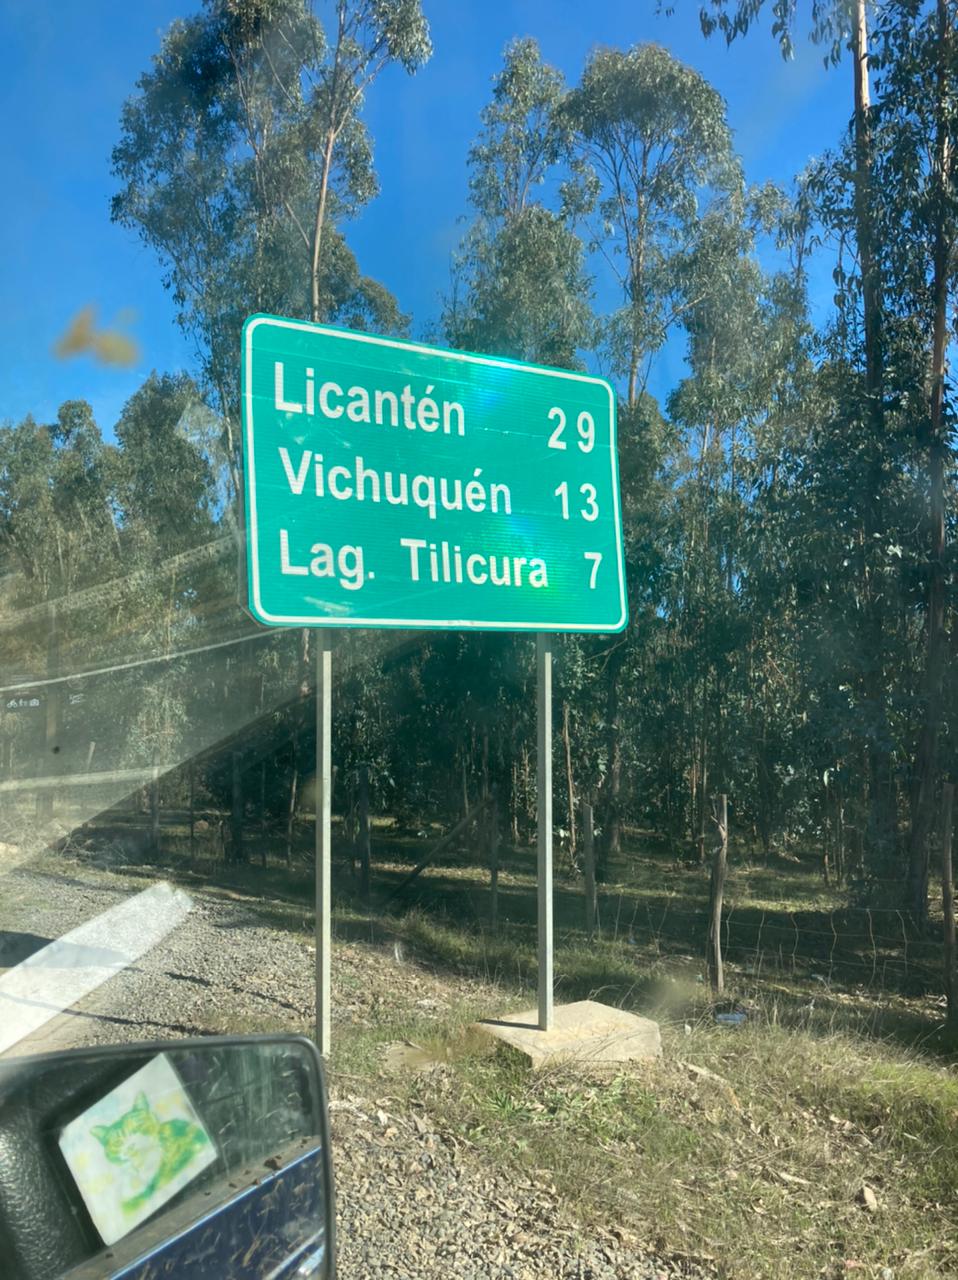 Licantén 29
Vichuquén 13
Lag. Tilicura 7